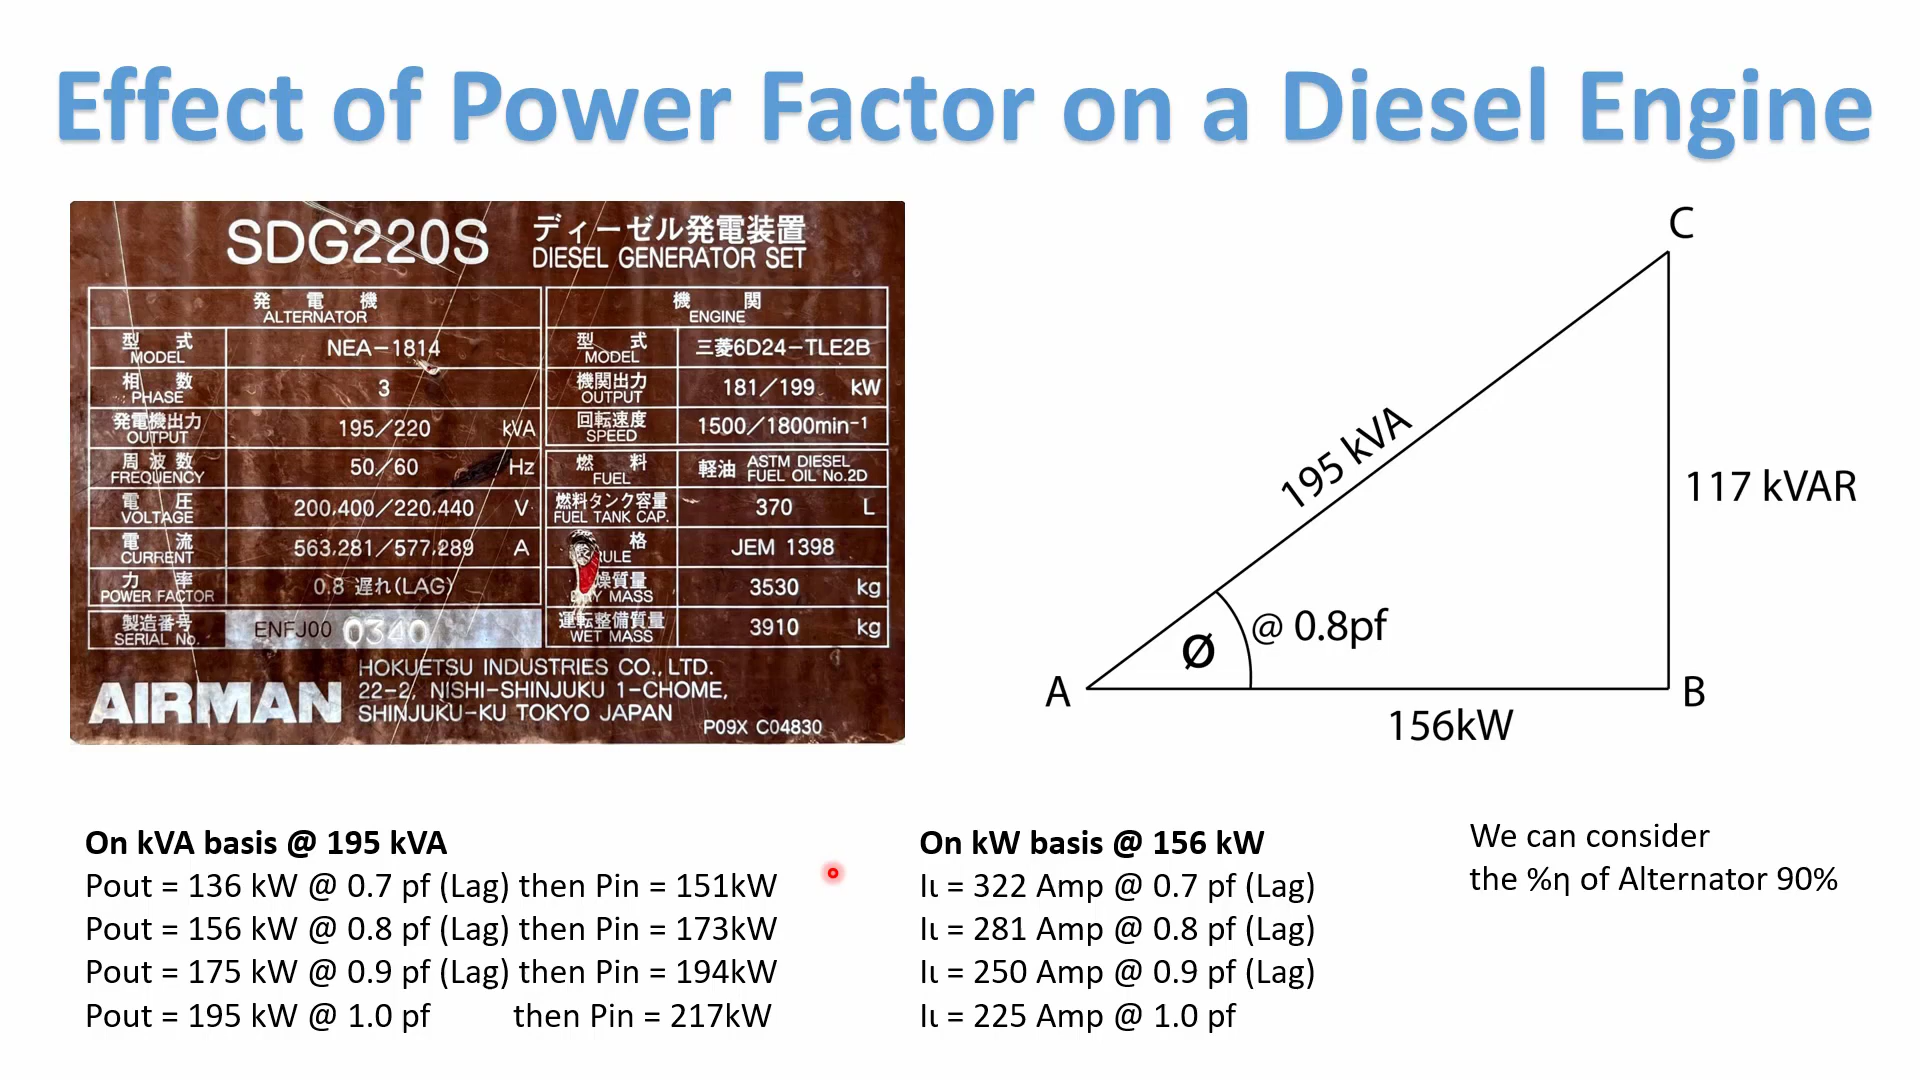 Effect of Power Factor on a Diesel Engine
SDG220S
ディーゼル発電装置
DIESEL GENERATOR SET
発電機
ALTERNATOR
型式
MODEL
NEA-1814
相数
PHASE
3
発電機出力
OUTPUT
195/220 kVA
周波数
FREQUENCY
50/60 Hz
電圧
VOLTAGE
200,400/220,440 V
電流
CURRENT
563,281/577,289 A
力率
POWER FACTOR
0.8 遅れ(LAG)
製造番号
SERIAL No.
ENFJ00 0340
機関
ENGINE
型式
MODEL
三菱6D24-TLE2B
機関出力
OUTPUT
181/199 kW
回転速度
SPEED
1500/1800min-1
燃料
FUEL
軽油 ASTM DIESEL
FUEL OIL No.2D
燃料タンク容量
FUEL TANK CAP.
370 L
格
RULE
JEM 1398
燥質量
MASS
3530 kg
運転整備質量
WET MASS
3910 kg
AIRMAN
HOKUETSU INDUSTRIES CO., LTD.
22-2, NISHI-SHINJUKU 1-CHOME,
SHINJUKU-KU TOKYO JAPAN
P09X C04830
C
195 kVA
117 kVAR
Ø
@ 0.8pf
A
B
156kW
On kVA basis @ 195 kVA
Pout = 136 kW @ 0.7 pf (Lag) then Pin = 151kW
Pout = 156 kW @ 0.8 pf (Lag) then Pin = 173kW
Pout = 175 kW @ 0.9 pf (Lag) then Pin = 194kW
Pout = 195 kW @ 1.0 pf then Pin = 217kW
On kW basis @ 156 kW
Iι = 322 Amp @ 0.7 pf (Lag)
Iι = 281 Amp @ 0.8 pf (Lag)
Iι = 250 Amp @ 0.9 pf (Lag)
Iι = 225 Amp @ 1.0 pf
We can consider
the %η of Alternator 90%